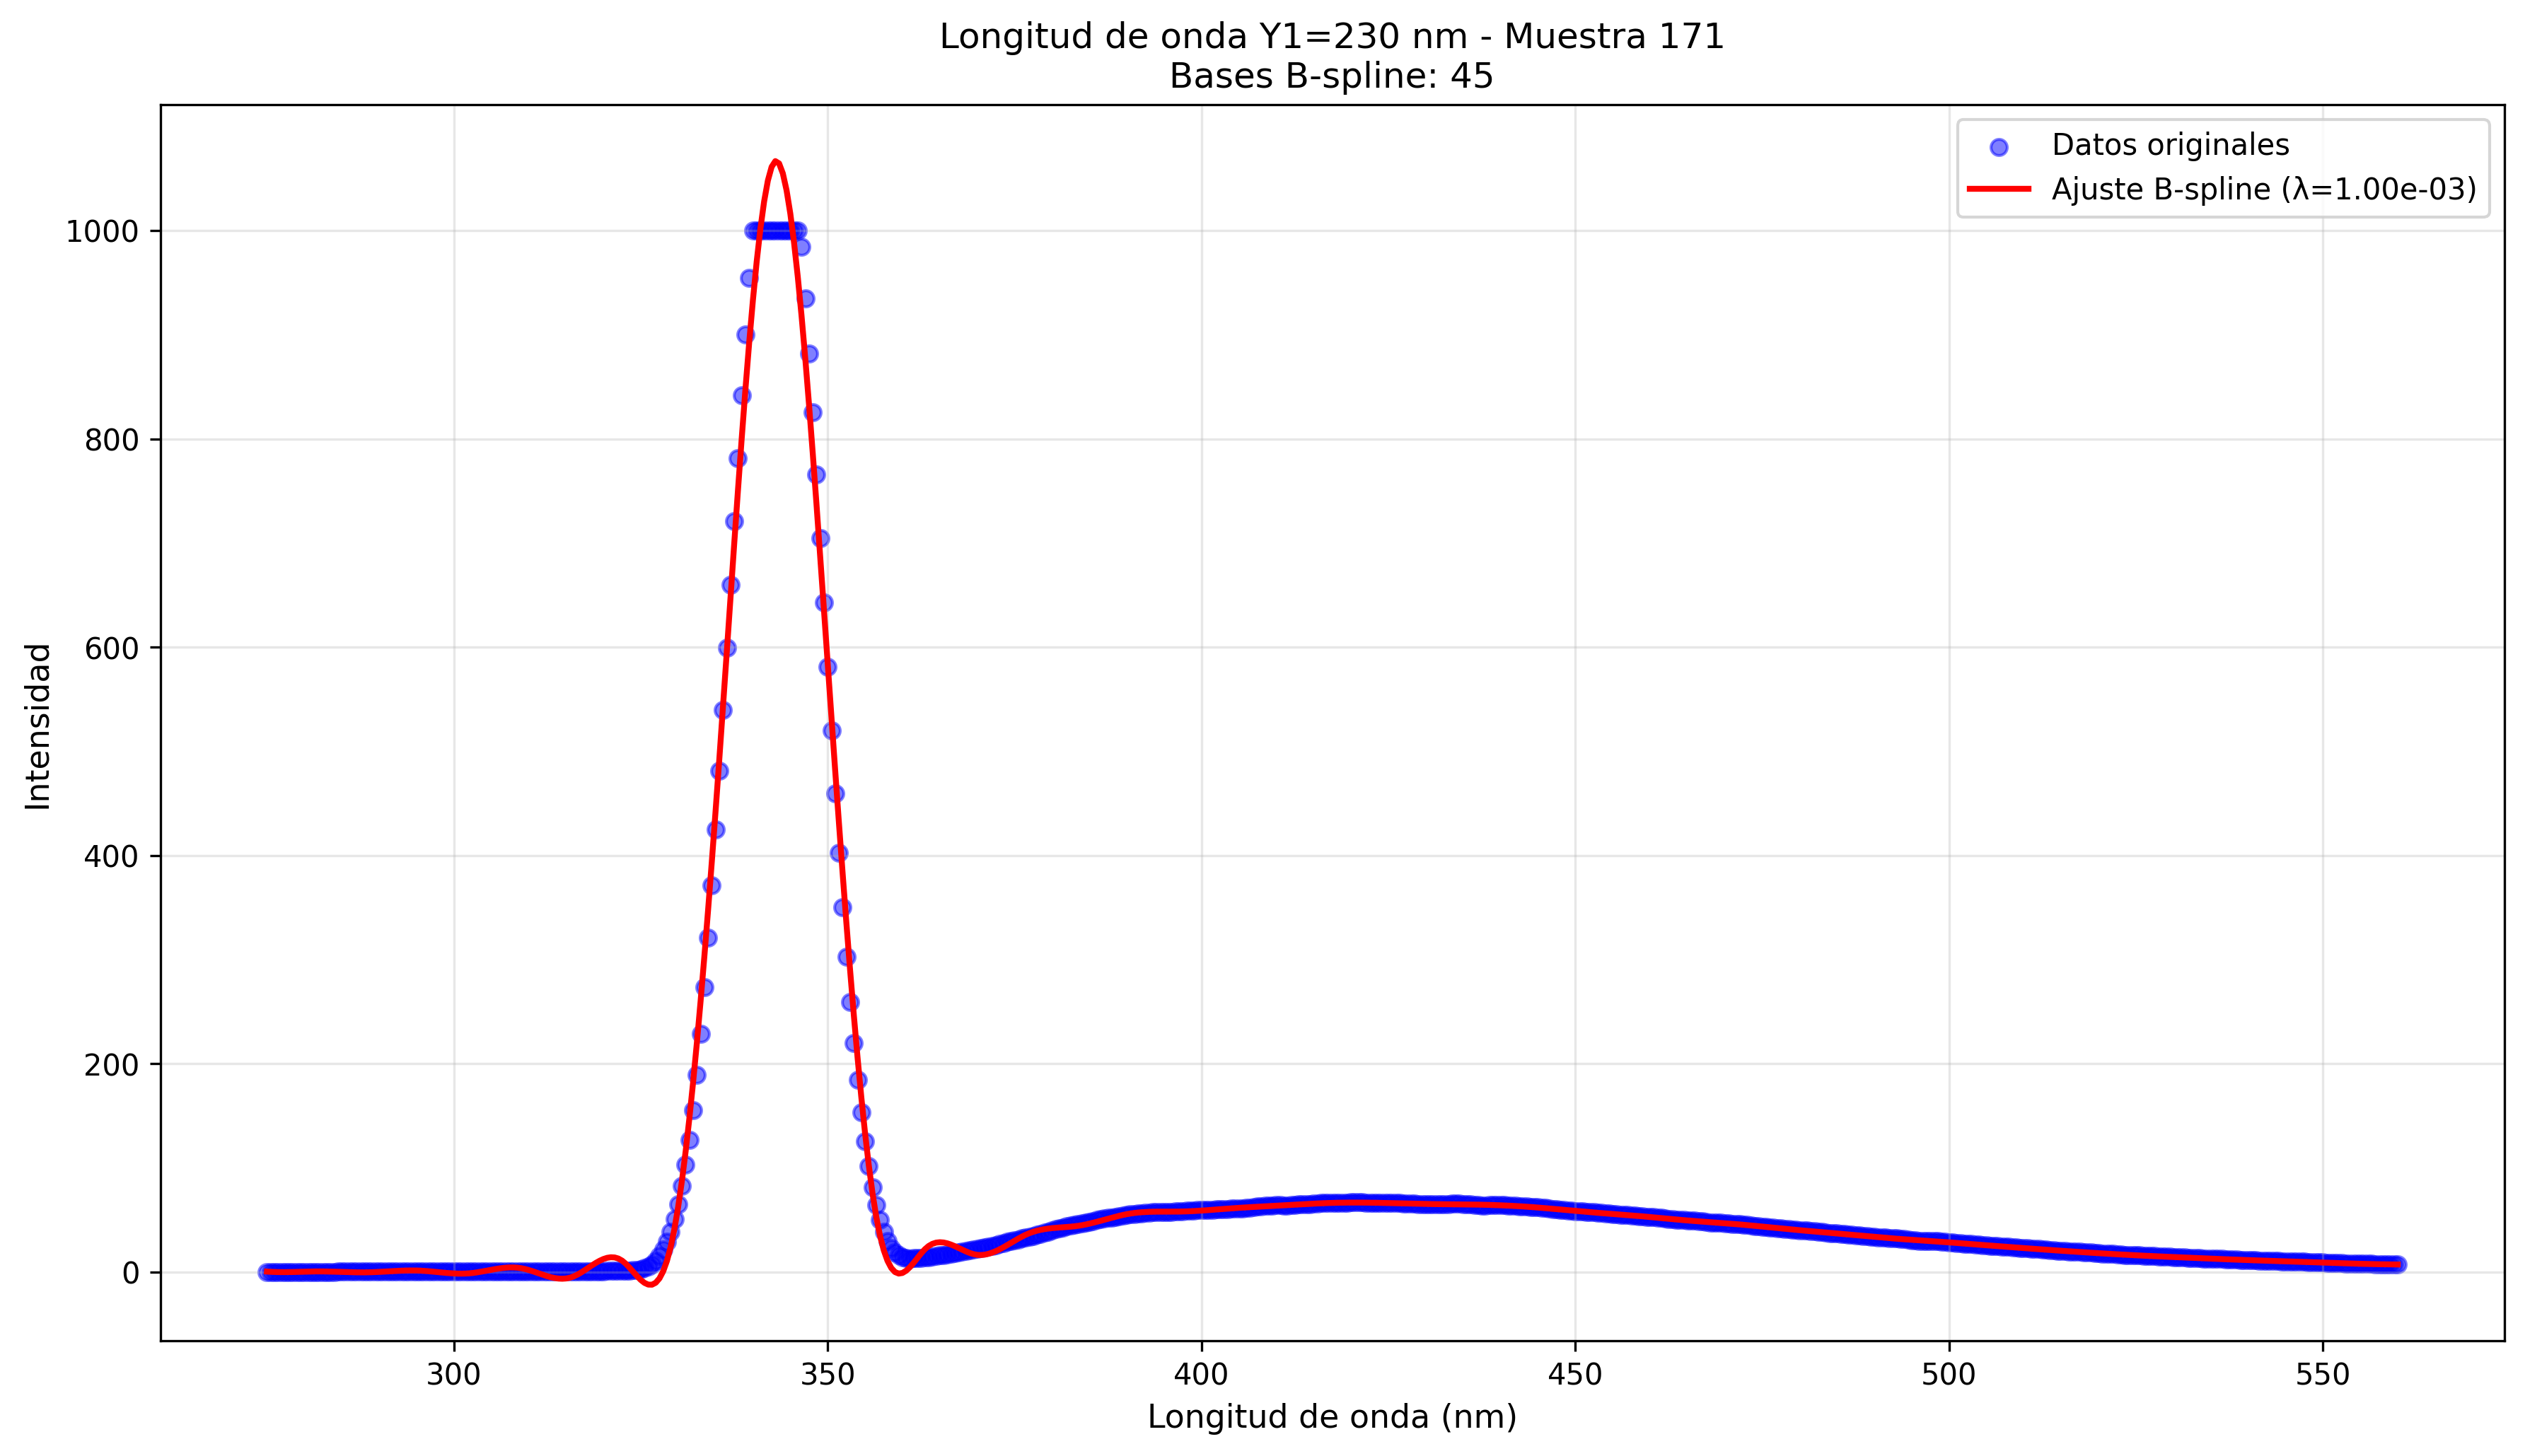 Longitud de onda Y1=230 nm - Muestra 171
Bases B-spline: 45
Datos originales
Ajuste B-spline (λ=1.00e-03)
Intensidad
1000
800
600
400
200
0
300 350 400 450 500 550
Longitud de onda (nm)